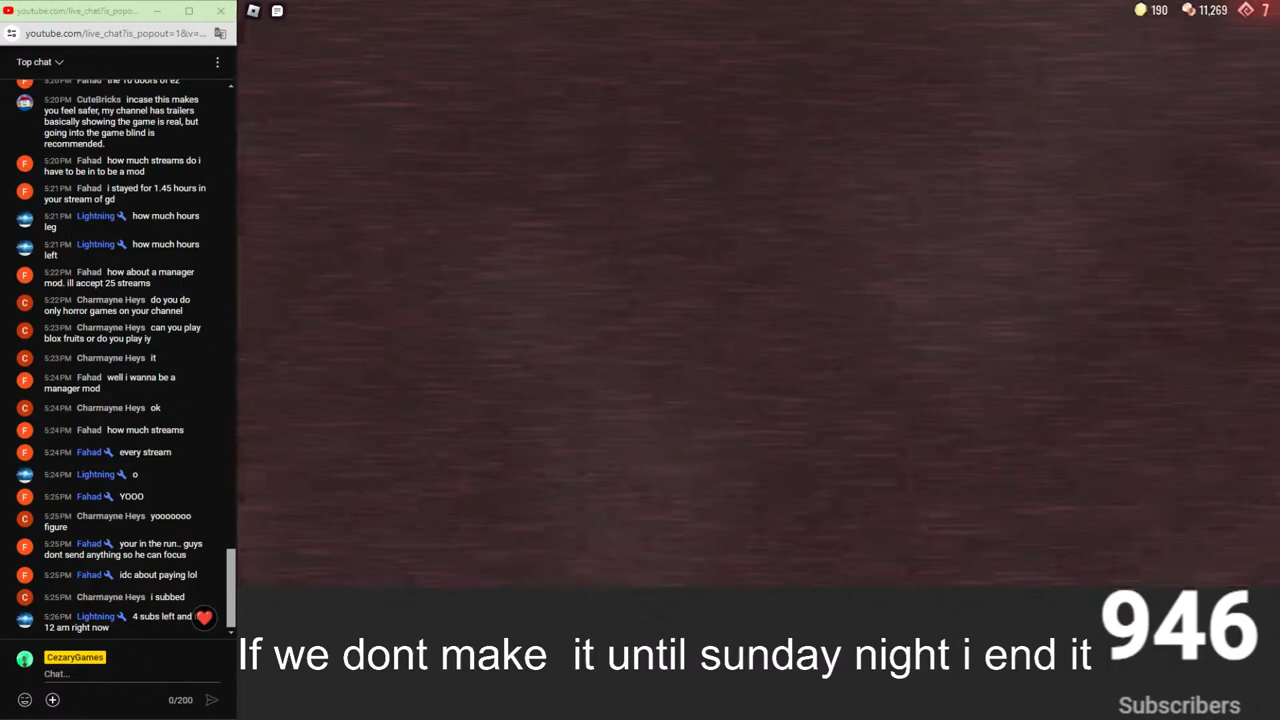 youtube.com/live_chat?is_popo...
youtube.com/live_chat?is_popout=1&v=...
190
11,269
7
Top chat
5:20PM Fahad the 10 doors of ez
5:20PM CuteBricks incase this makes
you feel safer, my channel has trailers
basically showing the game is real, but
going into the game blind is
recommended.
5:20PM Fahad how much streams do i
have to be in to be a mod
5:21PM Fahad i stayed for 1.45 hours in
your stream of gd
5:21PM Lightning how much hours
leg
5:21PM Lightning how much hours
left
5:22PM Fahad how about a manager
mod. ill accept 25 streams
5:22PM Charmayne Heys do you do
only horror games on your channel
5:23PM Charmayne Heys can you play
blox fruits or do you play iy
5:23PM Charmayne Heys it
5:24PM Fahad well i wanna be a
manager mod
5:24PM Charmayne Heys ok
5:24PM Fahad how much streams
5:24PM Fahad every stream
5:24PM Lightning o
5:25PM Fahad YOOO
5:25PM Charmayne Heys yooooooo
figure
5:25PM Fahad your in the run.. guys
dont send anything so he can focus
5:25PM Fahad idc about paying lol
5:25PM Charmayne Heys i subbed
5:26PM Lightning 4 subs left and
12 am right now
CezaryGames
Chat...
0/200
If we dont make it until sunday night i end it
946
Subscribers